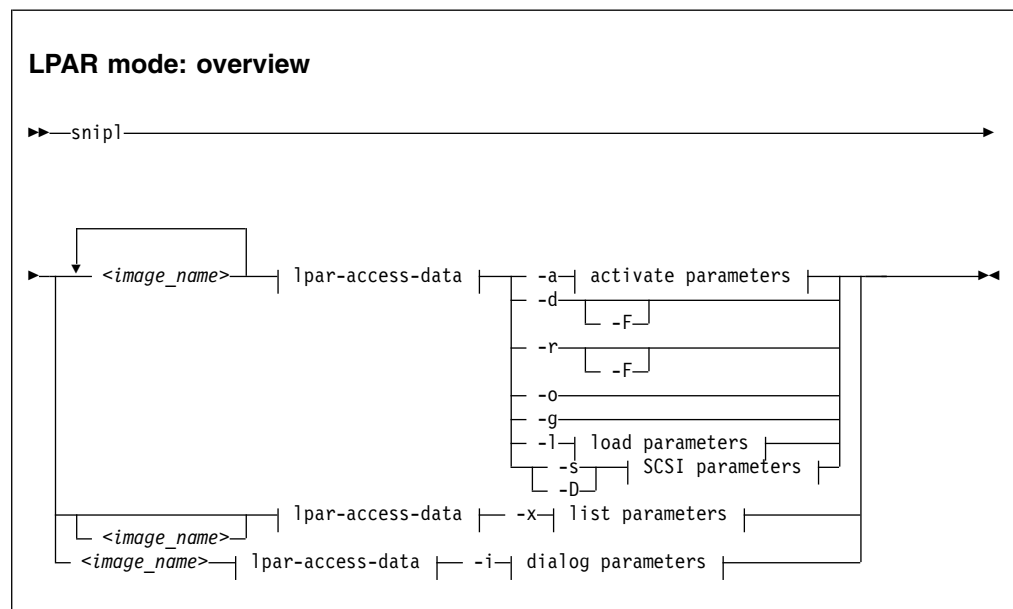 LPAR mode: overview
snipl
<image_name> lpar-access-data -a activate parameters
-d
-F
-r
-F
-o
-g
-l load parameters
-s SCSI parameters
-D
lpar-access-data -x list parameters
<image_name>
<image_name> lpar-access-data -i dialog parameters